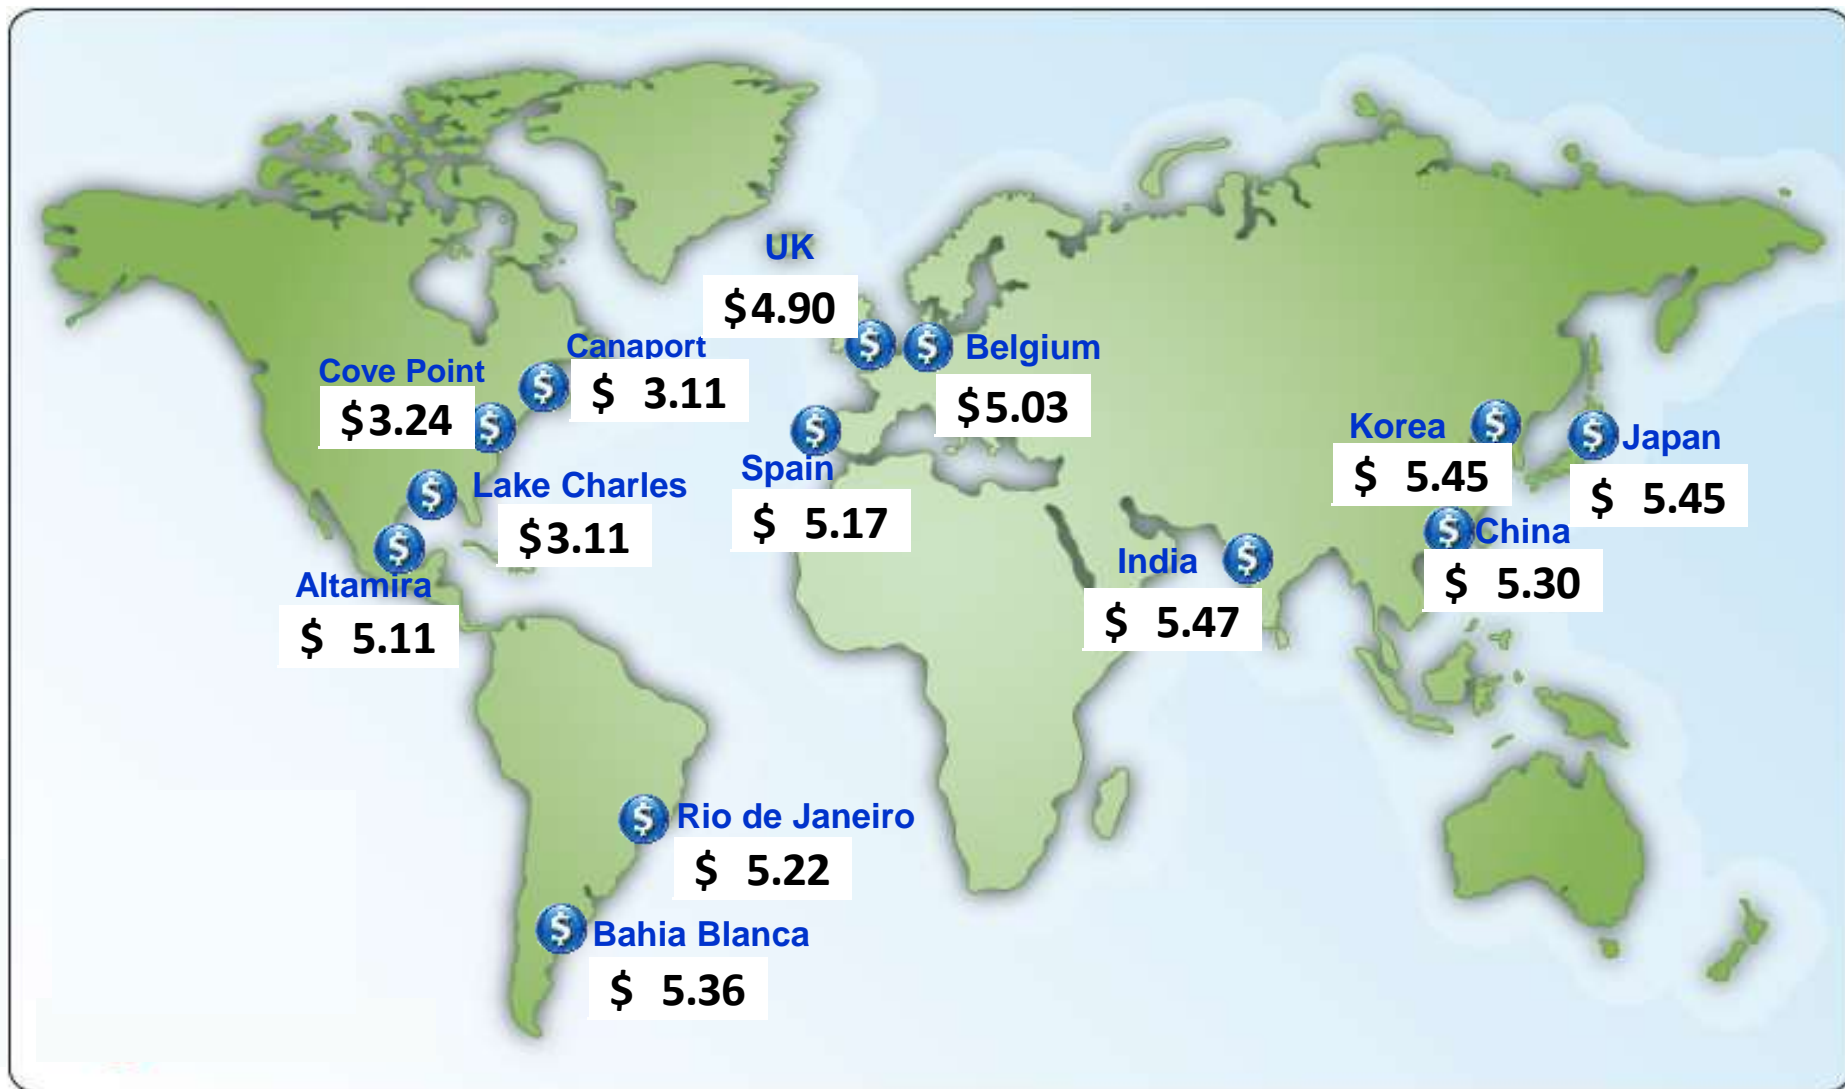 UK
$4.90
Canaport
$ 3.11
Cove Point
$3.24
Belgium
$5.03
Lake Charles
$3.11
Spain
$ 5.17
Korea
$ 5.45
Japan
$ 5.45
China
$ 5.30
India
$ 5.47
Altamira
$ 5.11
Rio de Janeiro
$ 5.22
Bahia Blanca
$ 5.36